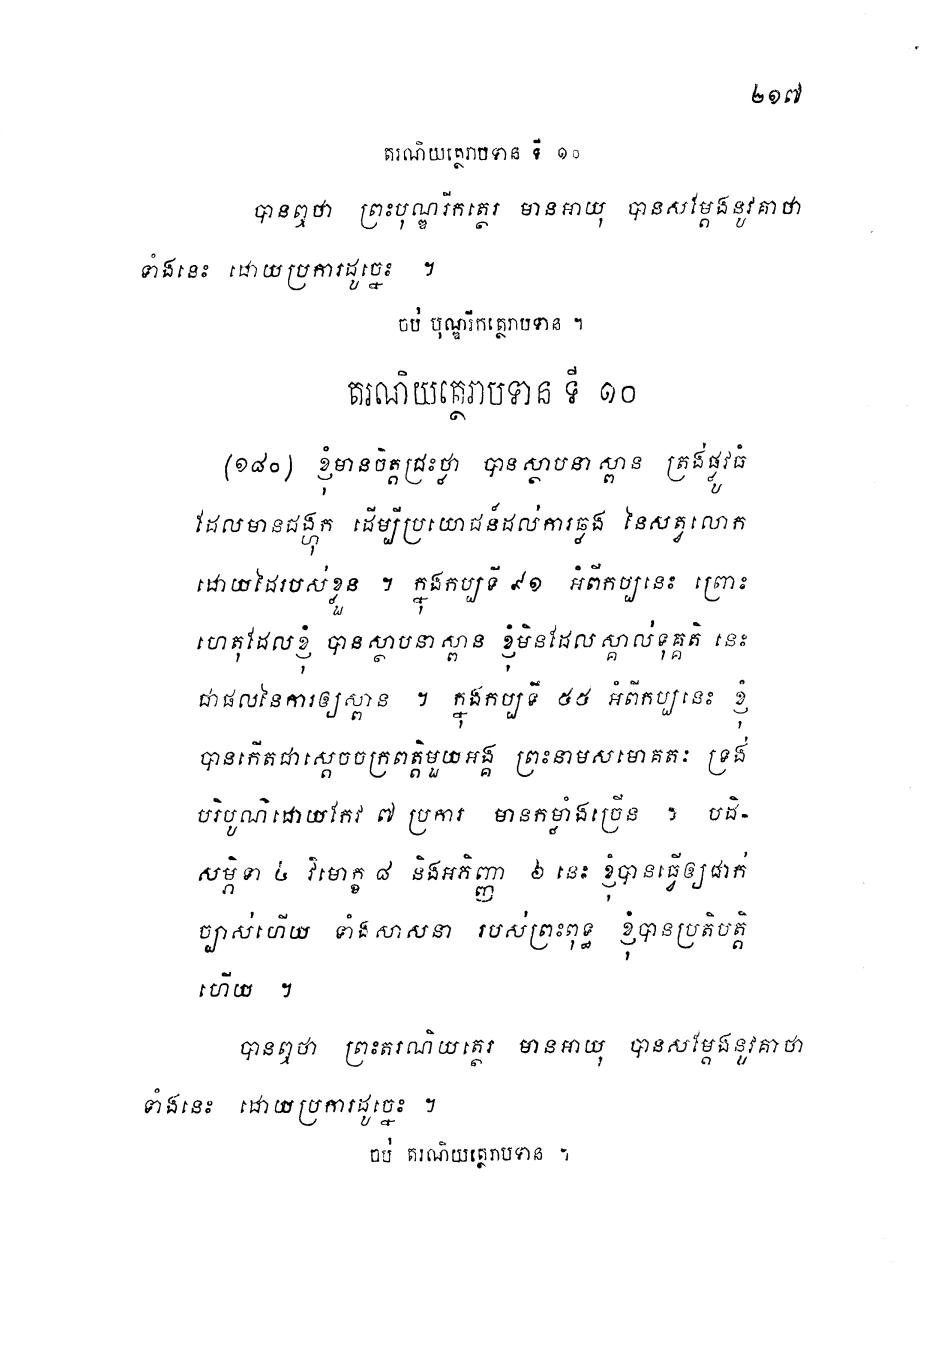 ២១៧
តរណិយត្ថេរាបទាន ទី ១០
បានឮថា ព្រះបុណ្ឌរីកត្ថេរ មានអាយុ បានសម្តែងនូវគាថា
ទាំងនេះ ដោយប្រការដូច្នេះ ។
ចប់ បុណ្ឌរីកត្ថេរាបទាន ។
តរណិយត្ថេរាបទាន ទី ១០
(១៨០) ខ្ញុំមានចិត្តជ្រះថ្លា បានស្ថាបនាស្ពាន ត្រង់ផ្លូវធំ
ដែលមានជង្ហុក ដើម្បីប្រយោជន៍ដល់ការឆ្លង នៃសត្វលោក
ដោយដៃរបស់ខ្លួន ។ ក្នុងកប្បទី ៩១ អំពីកប្បនេះ ព្រោះ
ហេតុដែលខ្ញុំ បានស្ថាបនាស្ពាន ខ្ញុំមិនដែលស្គាល់ទុគ្គតិ នេះ
ជាផលនៃការឲ្យស្ពាន ។ ក្នុងកប្បទី ៥៥ អំពីកប្បនេះ ខ្ញុំ
បានកើតជាស្តេចចក្រពត្តិមួយអង្គ ព្រះនាមសមោគតៈ ទ្រង់
បរិបូណ៌ដោយកែវ ៧ ប្រការ មានកម្លាំងច្រើន ។ បដិ-
សម្ភិទា ៤ វិមោក្ខ ៨ និងអភិញ្ញា ៦ នេះ ខ្ញុំបានធ្វើឲ្យជាក់
ច្បាស់ហើយ ទាំងសាសនា របស់ព្រះពុទ្ធ ខ្ញុំបានប្រតិបត្តិ
ហើយ ។
បានឮថា ព្រះតរណិយត្ថេរ មានអាយុ បានសម្តែងនូវគាថា
ទាំងនេះ ដោយប្រការដូច្នេះ ។
ចប់ តរណិយត្ថេរាបទាន ។